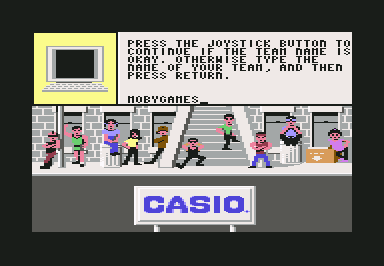 PRESS THE JOYSTICK BUTTON TO
CONTINUE IF THE TEAM NAME IS
OKAY. OTHERWISE TYPE THE
NAME OF YOUR TEAM, AND THEN
PRESS RETURN.
MOBYGAMES_
CASIO.